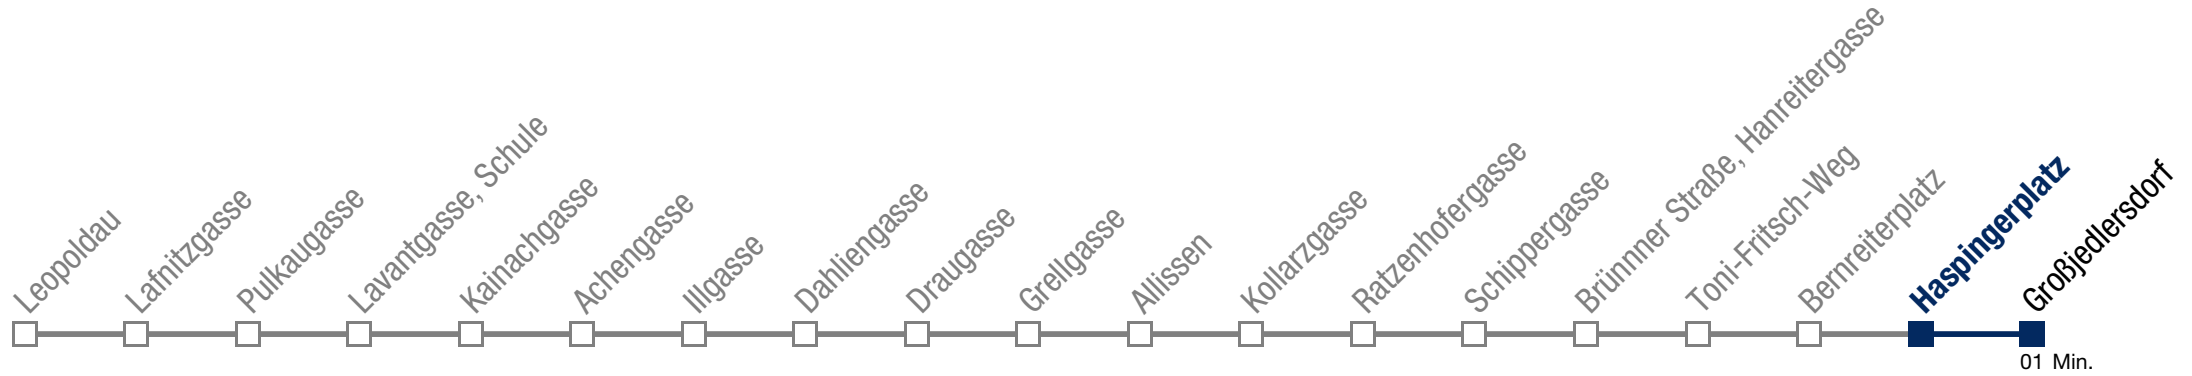 Leopoldau
Lafnitzgasse
Pulkaugasse
Lavantgasse, Schule
Kainachgasse
Achengasse
Illgasse
Dahliengasse
Draugasse
Grellgasse
Allissen
Kollarzgasse
Ratzenhofergasse
Schippergasse
Brünnner Straße, Hanreitergasse
Toni-Fritsch-Weg
Bernreiterplatz
Haspingerplatz
Großjedlersdorf
01 Min.